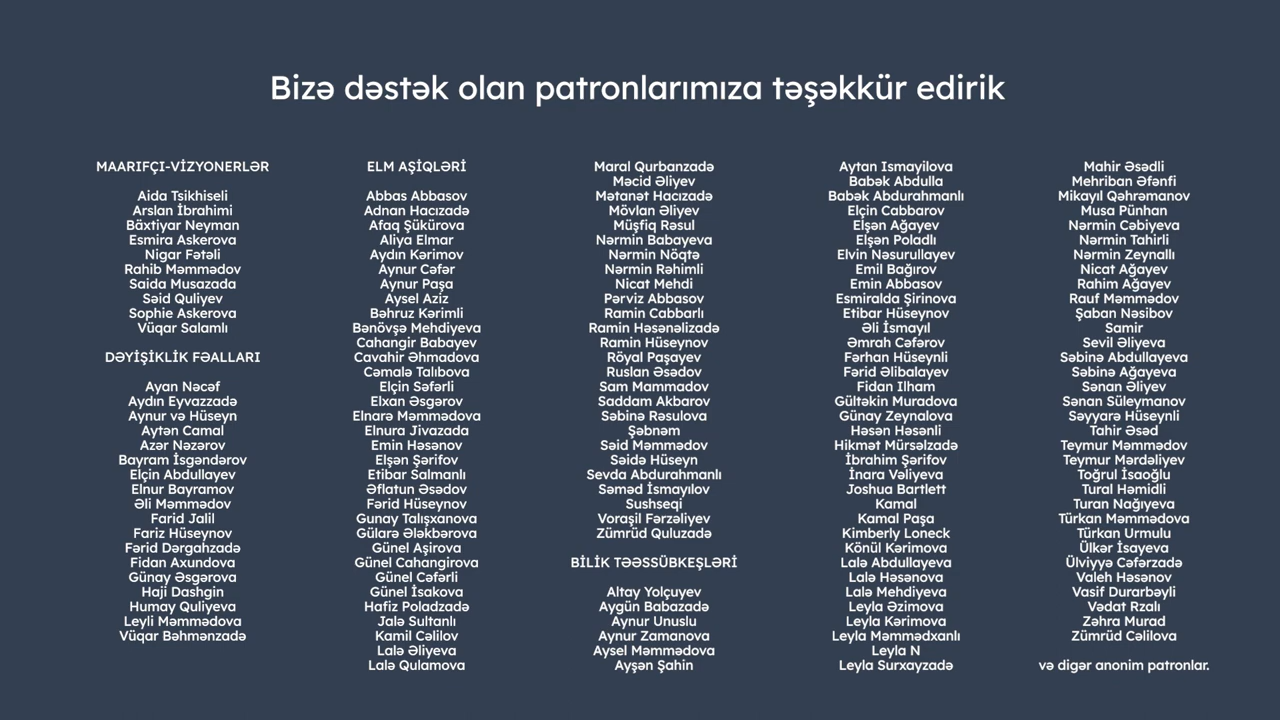 Bizə dəstək olan patronlarımıza təşəkkür edirik
MAARIFÇI-VİZYONERLƏR
Aida Tsikhiseli
Arslan İbrahimi
Bäxtiyar Neyman
Esmira Askerova
Nigar Fətəli
Rahib Məmmədov
Saida Musazada
Səid Quliyev
Sophie Askerova
Vüqar Salamlı
DƏYİŞİKLİK FƏALLARI
Ayan Nəcəf
Aydın Eyvazzadə
Aynur və Hüseyn
Aytən Camal
Azər Nəzərov
Bayram İsgəndərov
Elçin Abdullayev
Elnur Bayramov
Əli Məmmədov
Farid Jalil
Fariz Hüseynov
Fərid Dərgahzadə
Fidan Axundova
Günay Əsgərova
Haji Dashgin
Humay Quliyeva
Leyli Məmmədova
Vüqar Bəhmənzadə
ELM AŞİQLƏRİ
Abbas Abbasov
Adnan Hacızadə
Afaq Şükürova
Aliya Elmar
Aydın Kərimov
Aynur Cəfər
Aynur Paşa
Aysel Aziz
Bəhruz Kərimli
Bənövşə Mehdiyeva
Cahangir Babayev
Cavahir Əhmədova
Cəmalə Talıbova
Elçin Səfərli
Elxan Əsgərov
Elnarə Məmmədova
Elnura Jivazada
Emin Həsənov
Elşən Şərifov
Etibar Salmanlı
Əflatun Əsədov
Fərid Hüseynov
Gunay Talışxanova
Gülarə Ələkbərova
Günel Aşirova
Günel Cahangirova
Günel Cəfərli
Günel İsakova
Hafiz Poladzadə
Jalə Sultanlı
Kamil Cəlilov
Lalə Əliyeva
Lalə Qulamova
Maral Qurbanzadə
Məcid Əliyev
Mətanət Hacızadə
Mövlan Əliyev
Müşfiq Rəsul
Nərmin Babayeva
Nərmin Nöqtə
Nərmin Rəhimli
Nicat Mehdi
Pərviz Abbasov
Ramin Cabbarlı
Ramin Həsənəlizadə
Ramin Hüseynov
Röyal Paşayev
Ruslan Əsədov
Sam Mammadov
Saddam Akbarov
Səbinə Rəsulova
Şəbnəm
Səid Məmmədov
Səidə Hüseyn
Sevda Abdurahmanlı
Səməd İsmayılov
Sushseqi
Voraşil Fərzəliyev
Zümrüd Quluzadə
BİLİK TƏƏSSÜBKEŞLƏRİ
Altay Yolçuyev
Aygün Babazadə
Aynur Unuslu
Aynur Zamanova
Aysel Məmmədova
Ayşən Şahin
Aytan Ismayilova
Babək Abdulla
Babək Abdurahmanlı
Elçin Cabbarov
Elşən Ağayev
Elşən Poladlı
Elvin Nəsurullayev
Emil Bağırov
Emin Abbasov
Esmiralda Şirinova
Etibar Hüseynov
Əli İsmayıl
Əmrah Cəfərov
Fərhan Hüseynli
Fərid Əlibalayev
Fidan Ilham
Gültəkin Muradova
Günay Zeynalova
Həsən Həsənli
Hikmət Mürsəlzadə
İbrahim Şərifov
İnara Vəliyeva
Joshua Bartlett
Kamal
Kamal Paşa
Kimberly Loneck
Könül Kərimova
Lalə Abdullayeva
Lalə Həsənova
Lalə Mehdiyeva
Leyla Əzimova
Leyla Kərimova
Leyla Məmmədxanlı
Leyla N
Leyla Surxayzadə
Mahir Əsədli
Mehriban Əfənfi
Mikayıl Qəhrəmanov
Musa Pünhan
Nərmin Cəbiyeva
Nərmin Tahirli
Nərmin Zeynallı
Nicat Ağayev
Rahim Ağayev
Rauf Məmmədov
Şaban Nəsibov
Samir
Sevil Əliyeva
Səbinə Abdullayeva
Səbinə Ağayeva
Sənan Əliyev
Sənan Süleymanov
Səyyarə Hüseynli
Tahir Əsəd
Teymur Məmmədov
Teymur Mərdəliyev
Toğrul İsaoğlu
Tural Həmidli
Turan Nağıyeva
Türkan Məmmədova
Türkan Urmulu
Ülkər İsayeva
Ülviyyə Cəfərzadə
Valeh Həsənov
Vasif Durarbəyli
Vədat Rzalı
Zəhra Murad
Zümrüd Cəlilova
və digər anonim patronlar.